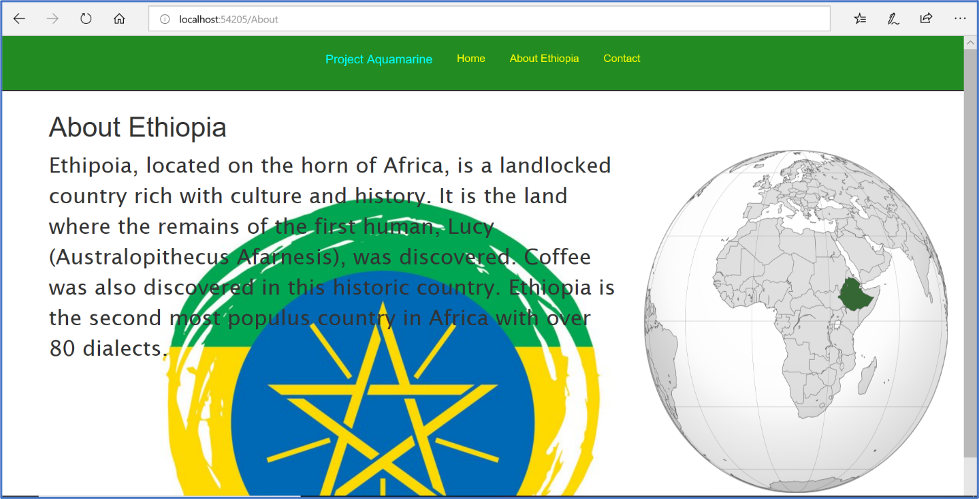 localhost:54205/About
Project Aquamarine Home About Ethiopia Contact
About Ethiopia
Ethipoia, located on the horn of Africa, is a landlocked
country rich with culture and history. It is the land
where the remains of the first human, Lucy
(Australopithecus Afarnesis), was discovered. Coffee
was also discovered in this historic country. Ethiopia is
the second most populus country in Africa with over
80 dialects.